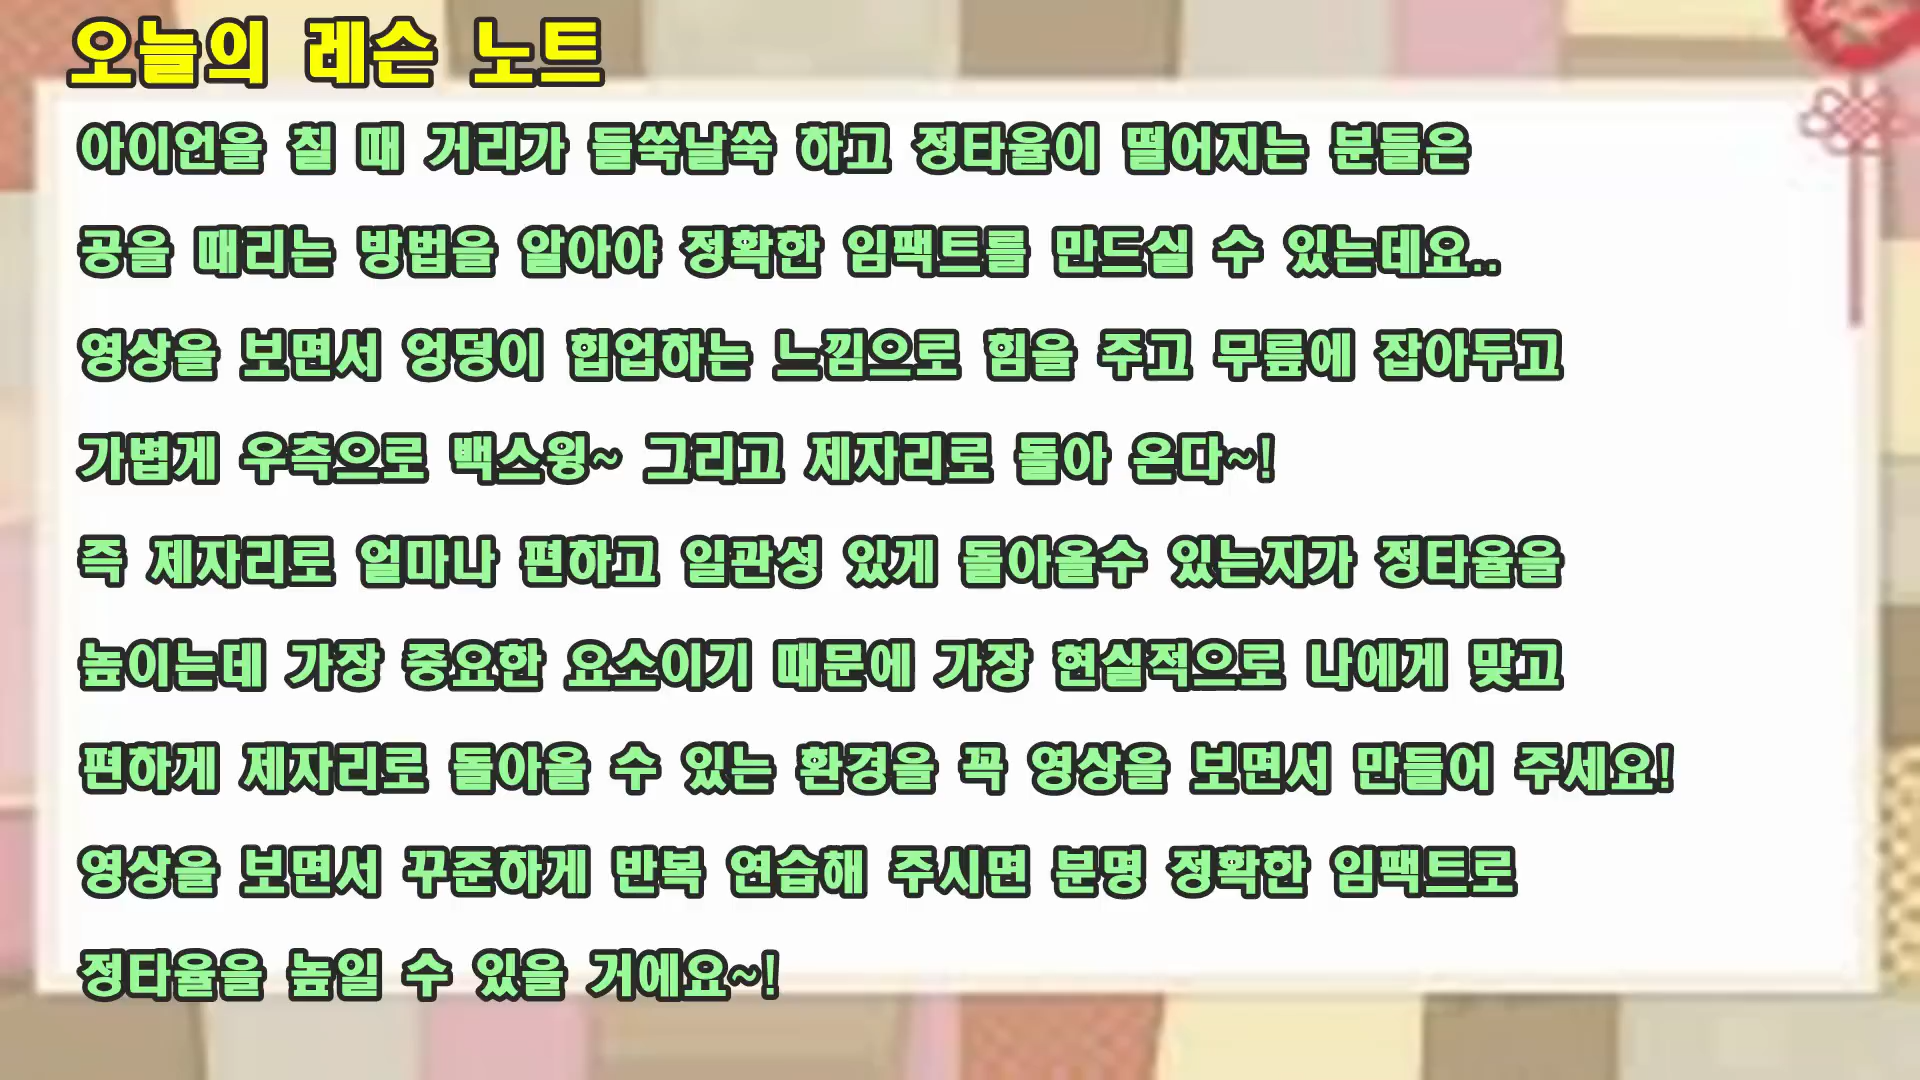 오늘의 레슨 노트
아이언을 칠 때 거리가 들쑥날쑥 하고 정타율이 떨어지는 분들은
공을 때리는 방법을 알아야 정확한 임팩트를 만드실 수 있는데요..
영상을 보면서 엉덩이 힙업하는 느낌으로 힘을 주고 무릎에 잡아두고
가볍게 우측으로 백스윙~ 그리고 제자리로 돌아 온다~!
즉 제자리로 얼마나 편하고 일관성 있게 돌아올수 있는지가 정타율을
높이는데 가장 중요한 요소이기 때문에 가장 현실적으로 나에게 맞고
편하게 제자리로 돌아올 수 있는 환경을 꼭 영상을 보면서 만들어 주세요!
영상을 보면서 꾸준하게 반복 연습해 주시면 분명 정확한 임팩트로
정타율을 높일 수 있을 거에요~!